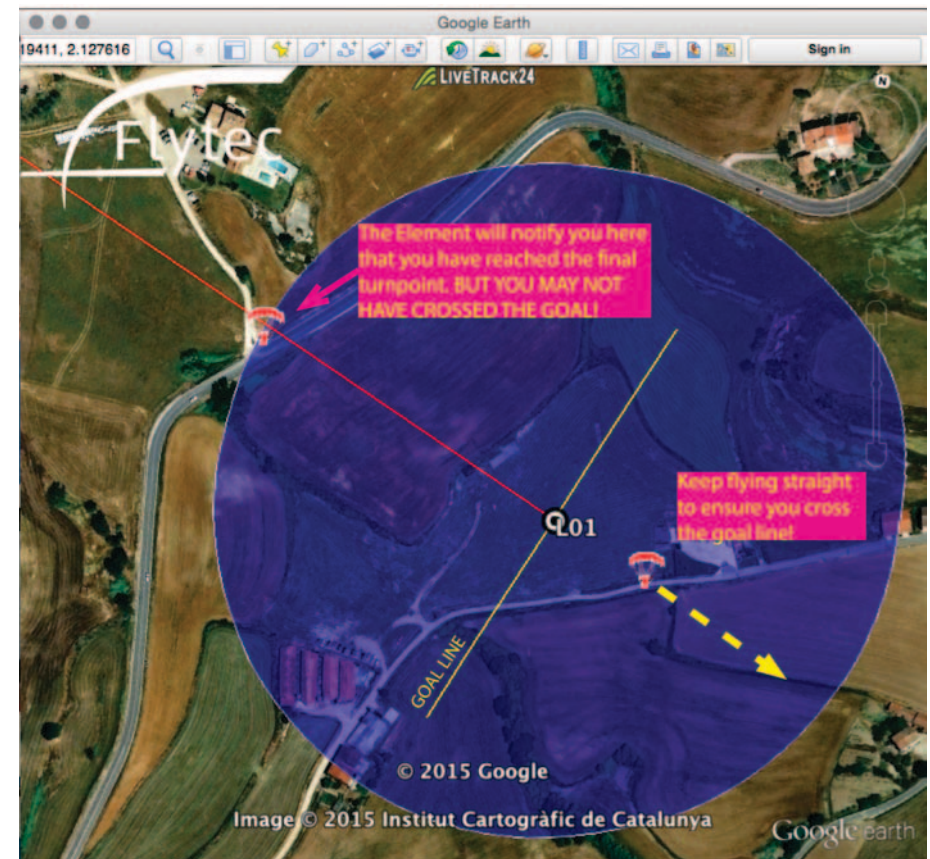 Google Earth
19411, 2.127616
Sign in
LIVETRACK24
N
Flytec
The Element will notify you here
that you have reached the final
turnpoint. BUT YOU MAY NOT
HAVE CROSSED THE GOAL!
L01
Keep flying straight
to ensure you cross
the goal line!
GOAL LINE
© 2015 Google
Image © 2015 Institut Cartogràfic de Catalunya
Google earth